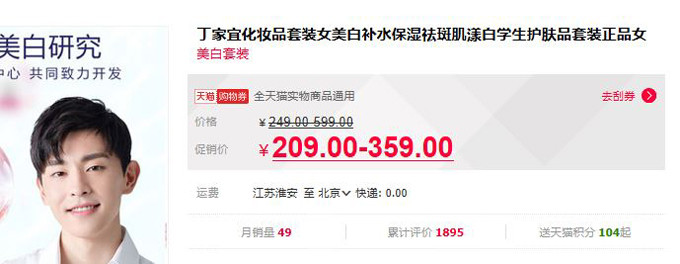 美白研究
中心 共同致力开发
丁家宜化妆品套装女美白补水保湿祛斑肌漾白学生护肤品套装正品女
美白套装
天猫 购物券 全天猫实物商品通用 去刮券
价格 ¥249.00-599.00
促销价 ¥209.00-359.00
运费 江苏淮安 至 北京 快递: 0.00
月销量 49 累计评价 1895 送天猫积分 104起